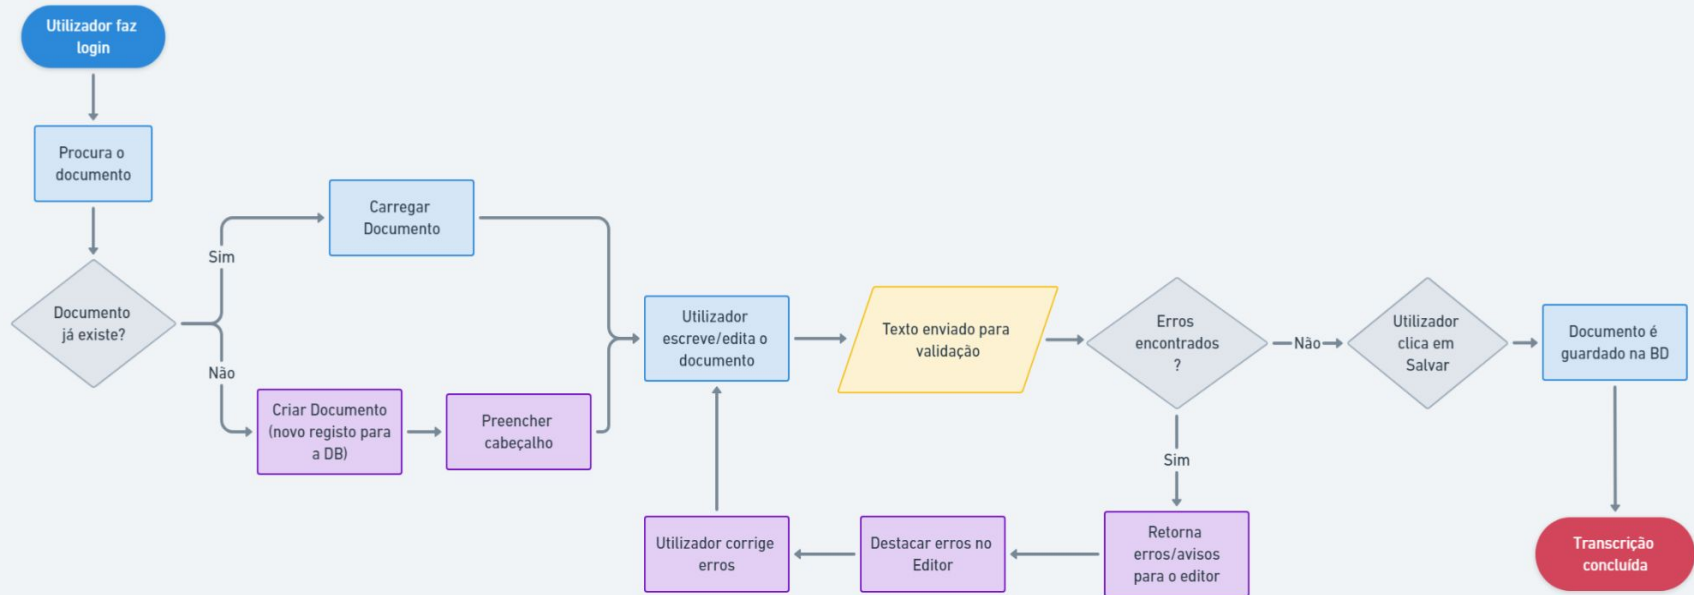 Utilizador faz
login
Procura o
documento
Documento
já existe?
Sim
Não
Carregar
Documento
Criar Documento
(novo registo para
a DB)
Preencher
cabeçalho
Utilizador
escreve/edita o
documento
Texto enviado para
validação
Erros
encontrados
?
Não
Sim
Utilizador
clica em
Salvar
Documento é
guardado na BD
Retorna
erros/avisos
para o editor
Destacar erros no
Editor
Utilizador corrige
erros
Transcrição
concluída